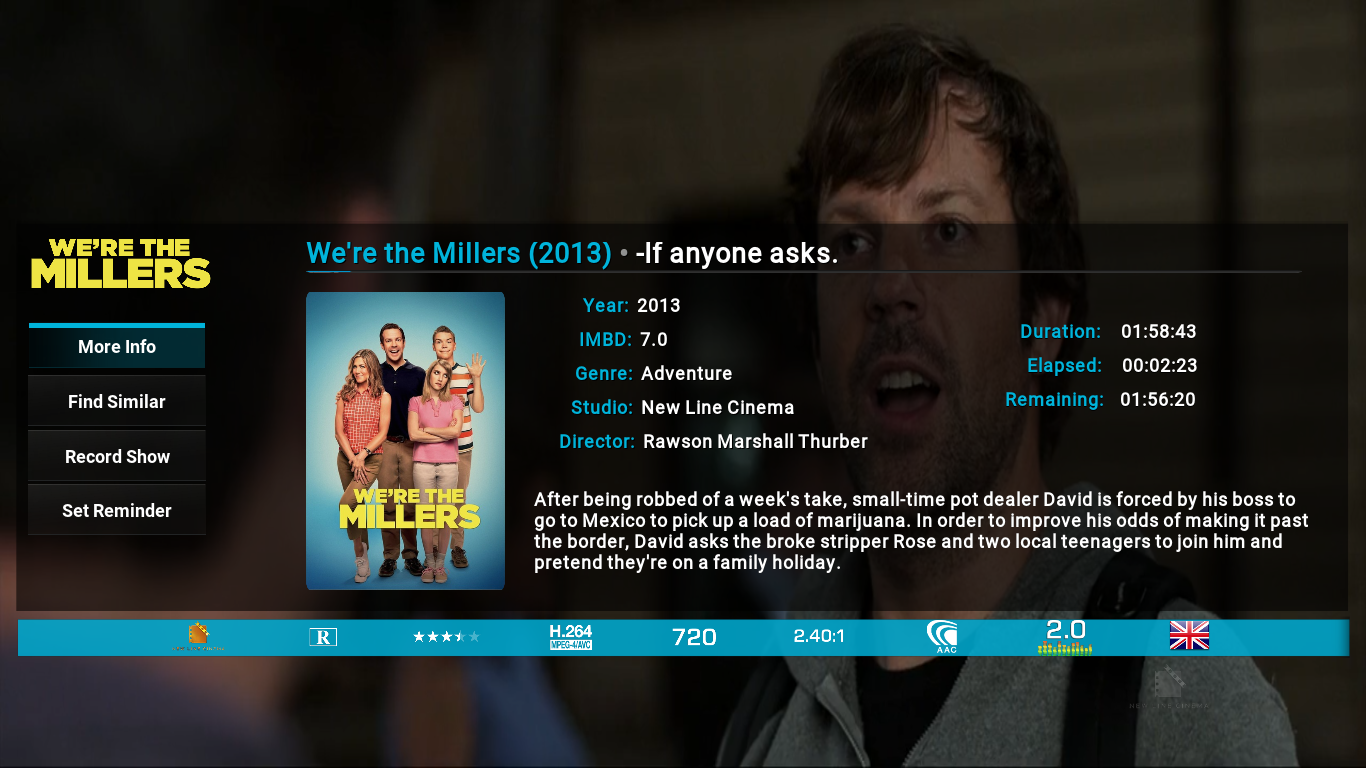 WE'RE THE
MILLERS
More Info
Find Similar
Record Show
Set Reminder
We're the Millers (2013) • -If anyone asks.
WE'RE THE
MILLERS
Year: 2013
IMBD: 7.0
Genre: Adventure
Studio: New Line Cinema
Director: Rawson Marshall Thurber
Duration: 01:58:43
Elapsed: 00:02:23
Remaining: 01:56:20
After being robbed of a week's take, small-time pot dealer David is forced by his boss to
go to Mexico to pick up a load of marijuana. In order to improve his odds of making it past
the border, David asks the broke stripper Rose and two local teenagers to join him and
pretend they're on a family holiday.
R
H.264
MPEG-4/AVC
720
2.40:1
AAC
2.0